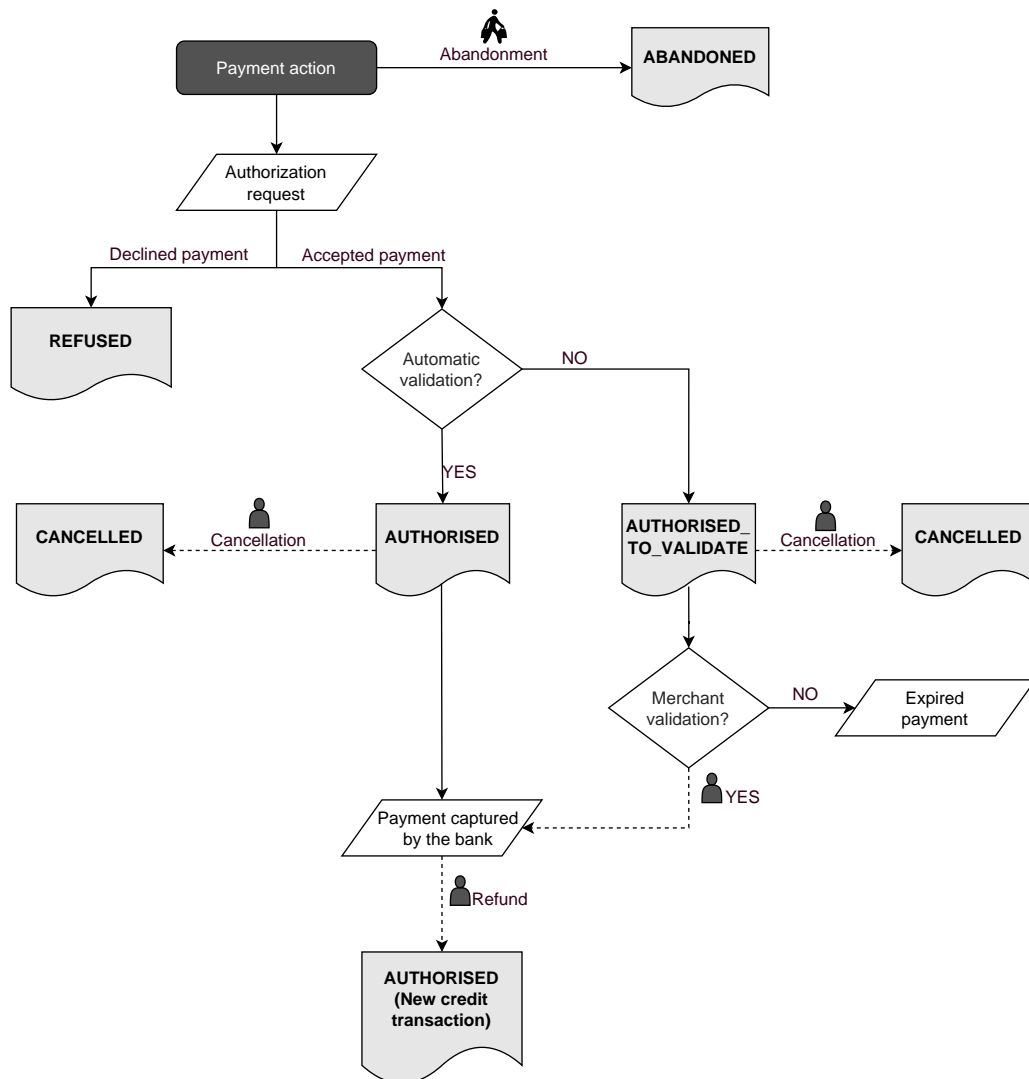 Abandonment
Payment action
ABANDONED
Authorization
request
Declined payment
Accepted payment
REFUSED
Automatic
validation?
NO
YES
CANCELLED
Cancellation
AUTHORISED
AUTHORISED_
TO_VALIDATE
Cancellation
CANCELLED
Merchant
validation?
NO
Expired
payment
YES
Payment captured
by the bank
Refund
AUTHORISED
(New credit
transaction)